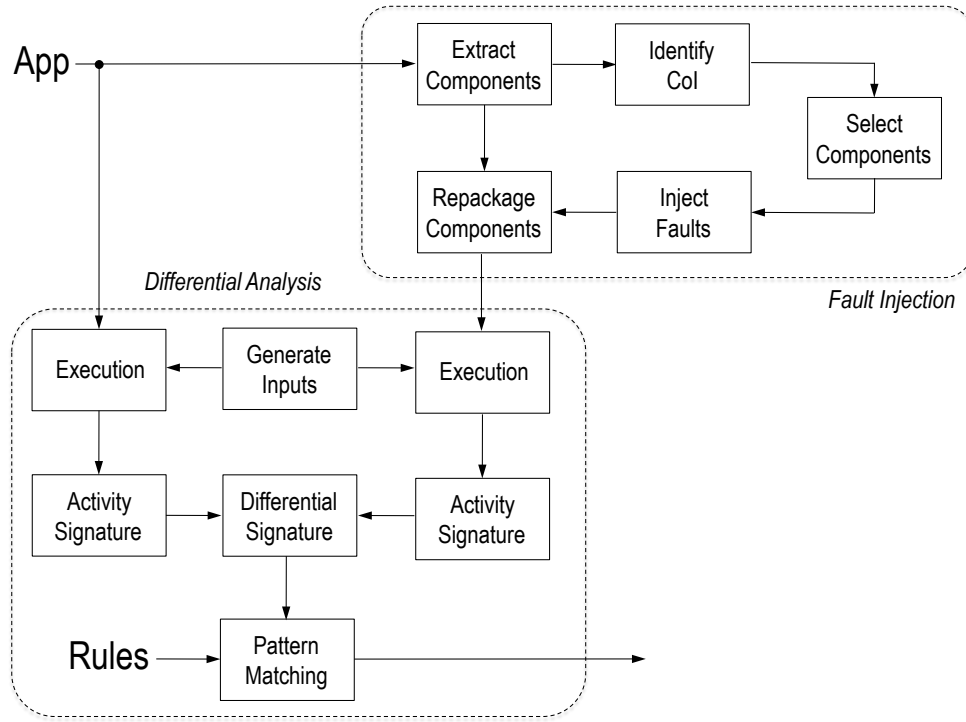 App
Extract
Components
Identify
CoI
Select
Components
Repackage
Components
Inject
Faults
Differential Analysis
Fault Injection
Execution
Generate
Inputs
Execution
Activity
Signature
Differential
Signature
Activity
Signature
Rules
Pattern
Matching